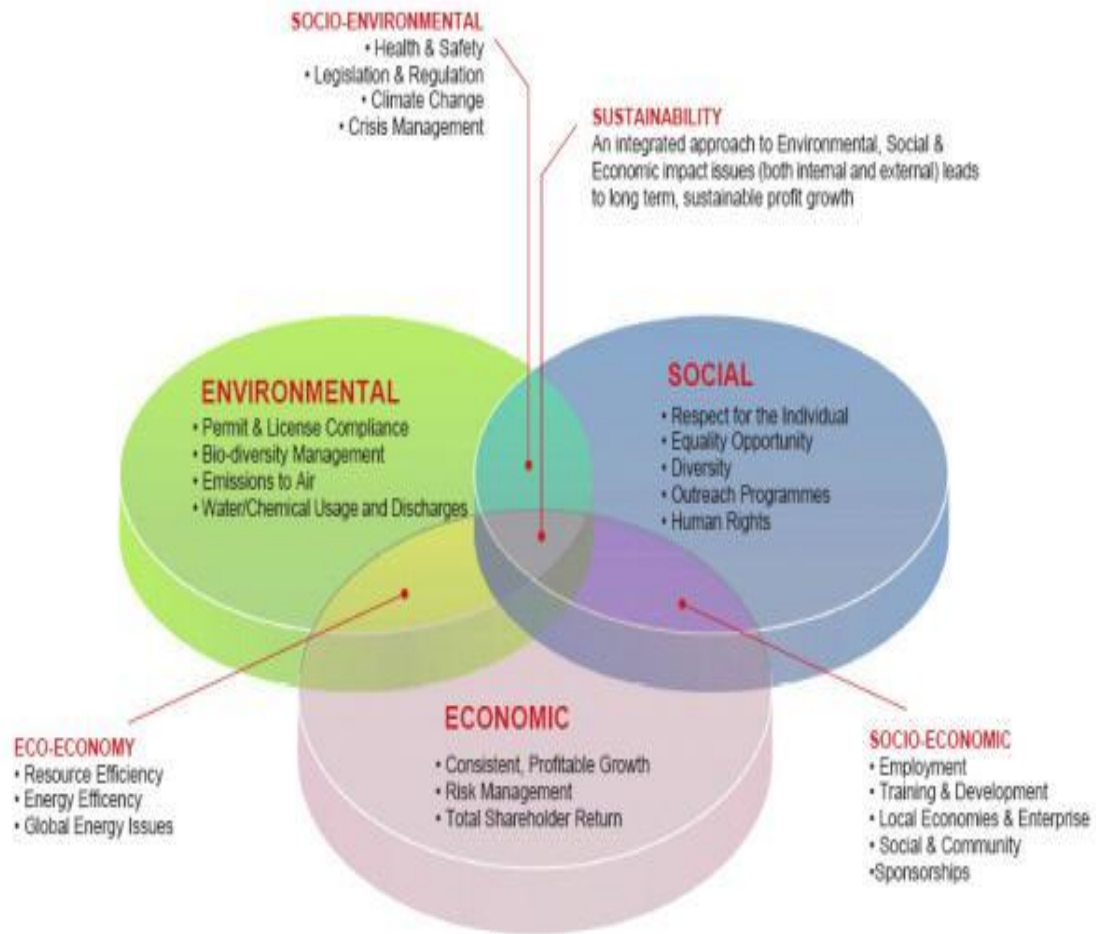 SOCIO-ENVIRONMENTAL
• Health & Safety
• Legislation & Regulation
• Climate Change
• Crisis Management
SUSTAINABILITY
An integrated approach to Environmental, Social &
Economic impact issues (both internal and external) leads
to long term, sustainable profit growth
ENVIRONMENTAL
• Permit & License Compliance
• Bio-diversity Management
• Emissions to Air
• Water/Chemical Usage and Discharges
SOCIAL
• Respect for the Individual
• Equality Opportunity
• Diversity
• Outreach Programmes
• Human Rights
ECONOMIC
• Consistent, Profitable Growth
• Risk Management
• Total Shareholder Return
ECO-ECONOMY
• Resource Efficiency
• Energy Efficency
• Global Energy Issues
SOCIO-ECONOMIC
• Employment
• Training & Development
• Local Economies & Enterprise
• Social & Community
•Sponsorships